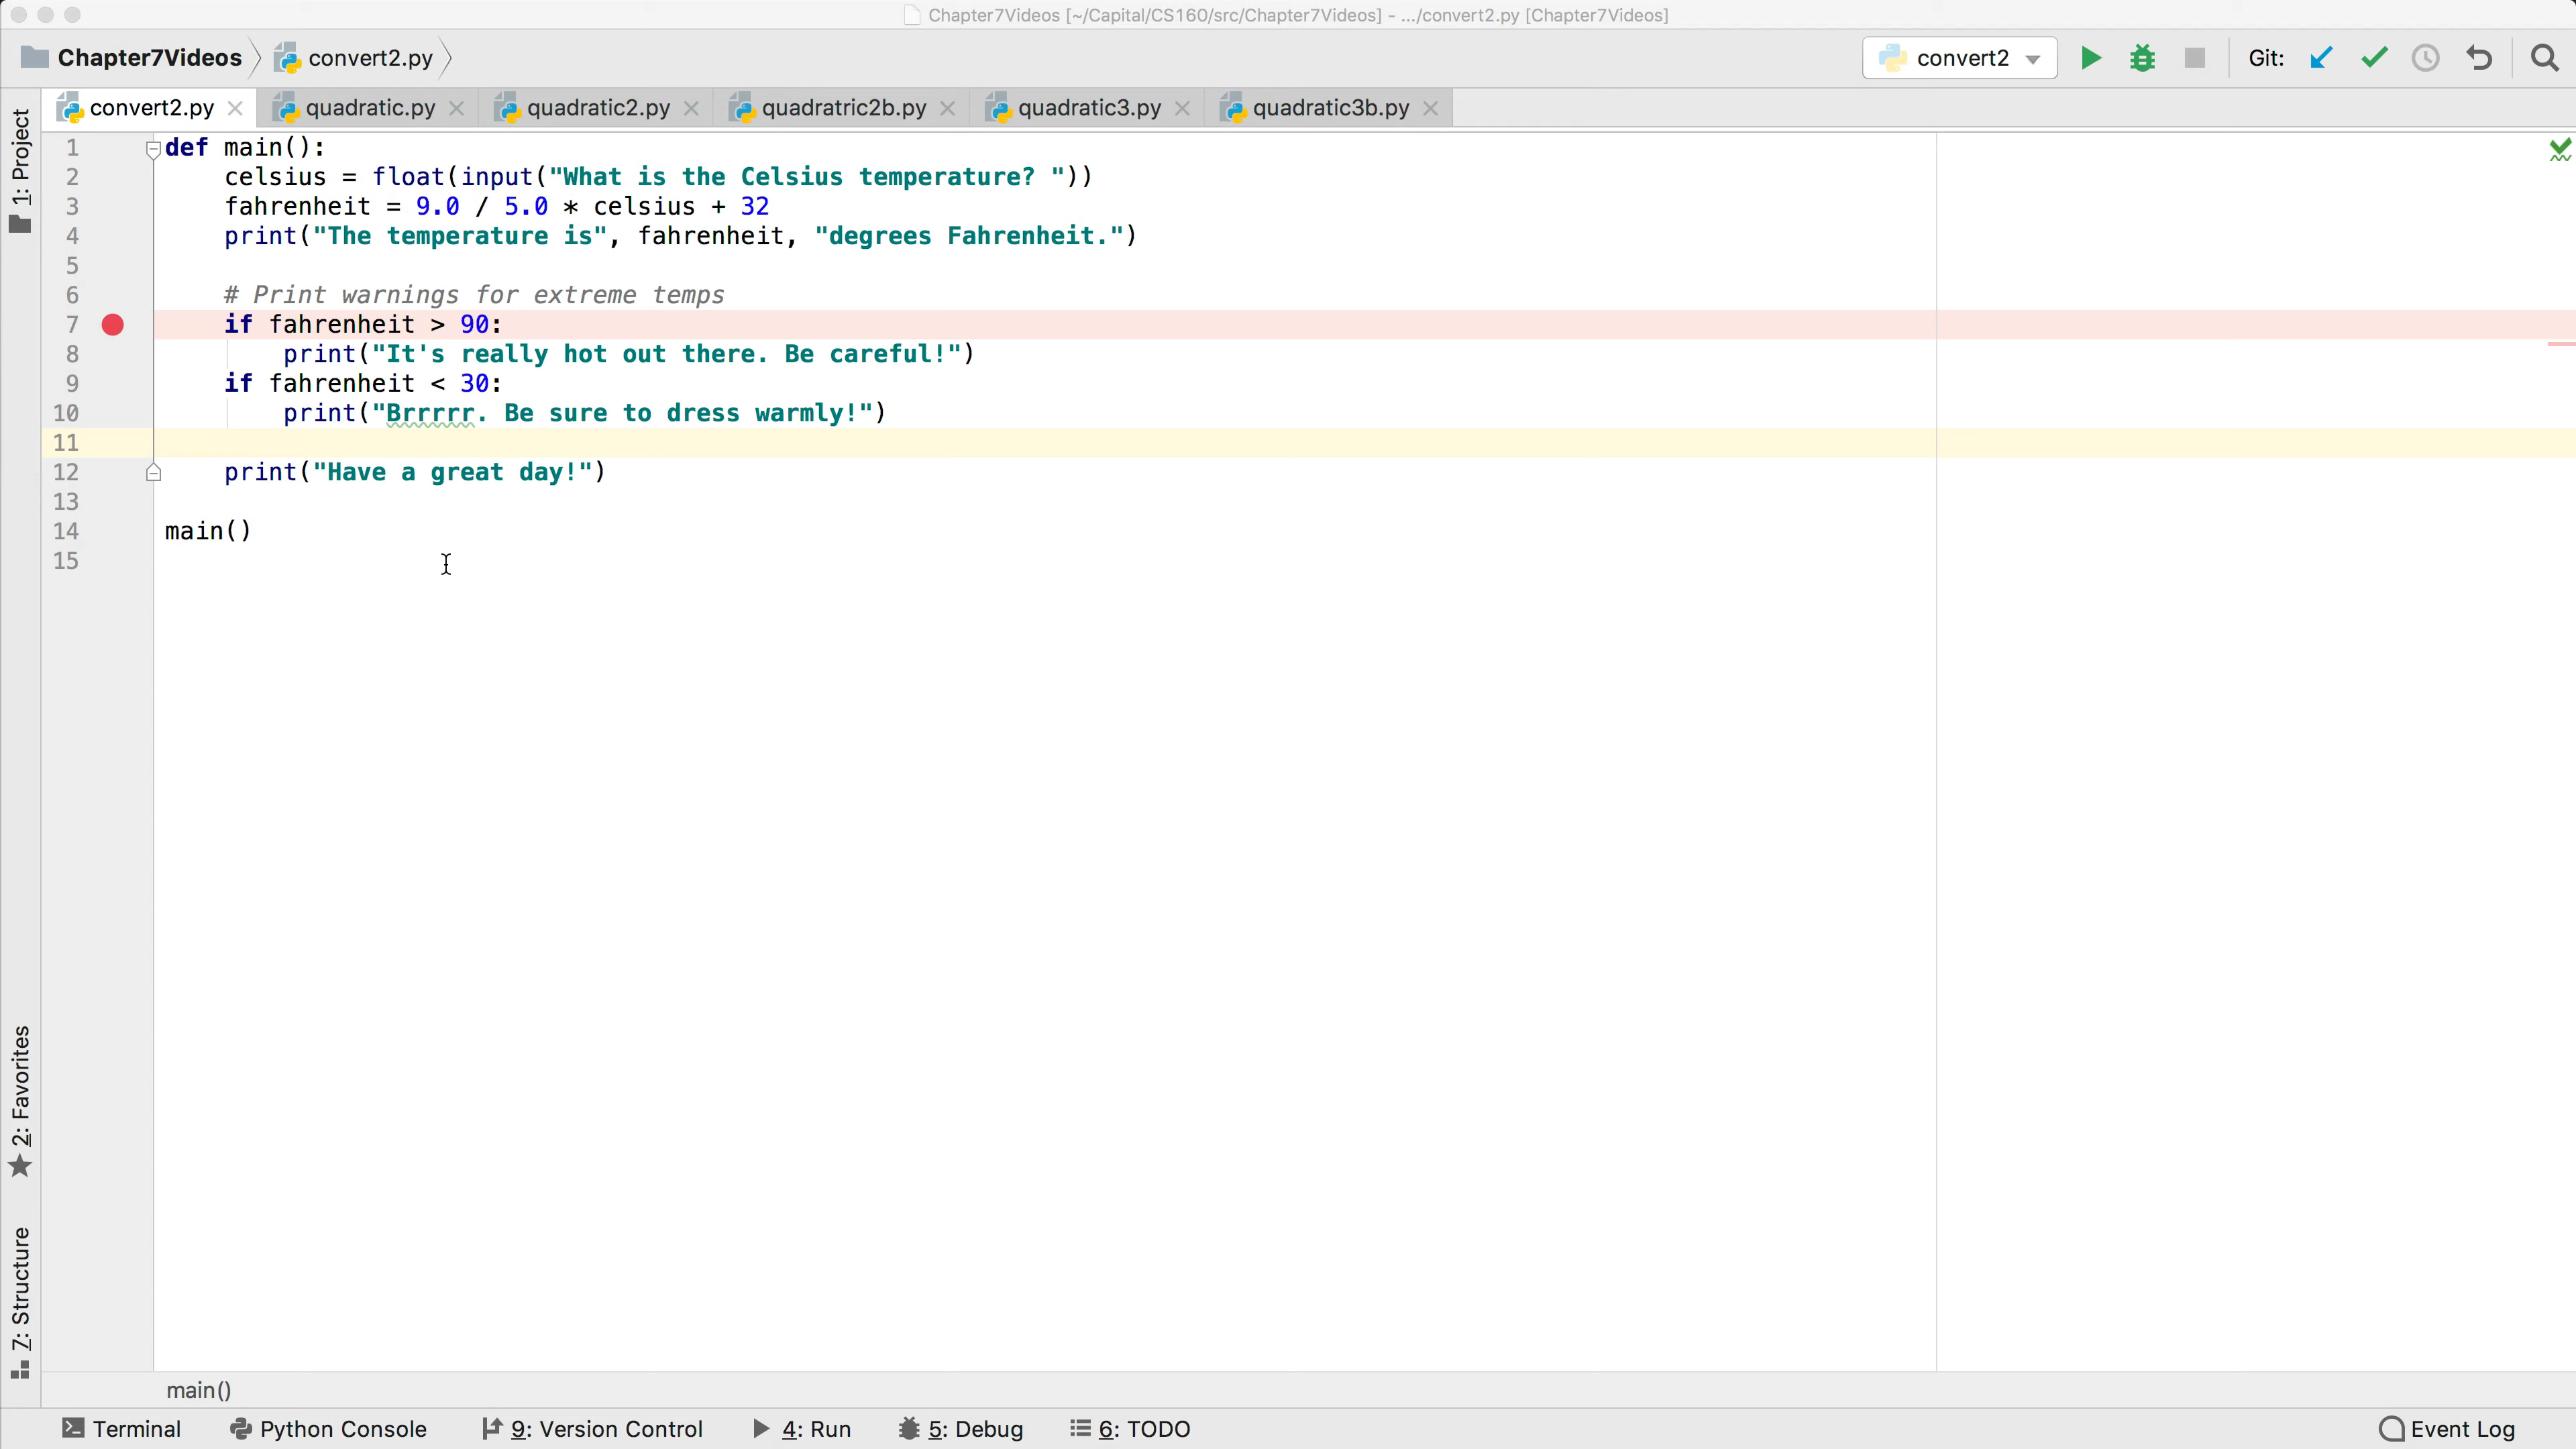 Chapter7Videos [~/Capital/CS160/src/Chapter7Videos] - .../convert2.py [Chapter7Videos]
Chapter7Videos convert2.py convert2 Git:
convert2.py quadratic.py quadratic2.py quadratric2b.py quadratic3.py quadratic3b.py
1: Project
1 def main():
2 celsius = float(input("What is the Celsius temperature? "))
3 fahrenheit = 9.0 / 5.0 * celsius + 32
4 print("The temperature is", fahrenheit, "degrees Fahrenheit.")
5
6 # Print warnings for extreme temps
7 if fahrenheit > 90:
8 print("It's really hot out there. Be careful!")
9 if fahrenheit < 30:
10 print("Brrrrr. Be sure to dress warmly!")
11
12 print("Have a great day!")
13
14 main()
15
2: Favorites
7: Structure
main()
Terminal Python Console 9: Version Control 4: Run 5: Debug 6: TODO Event Log